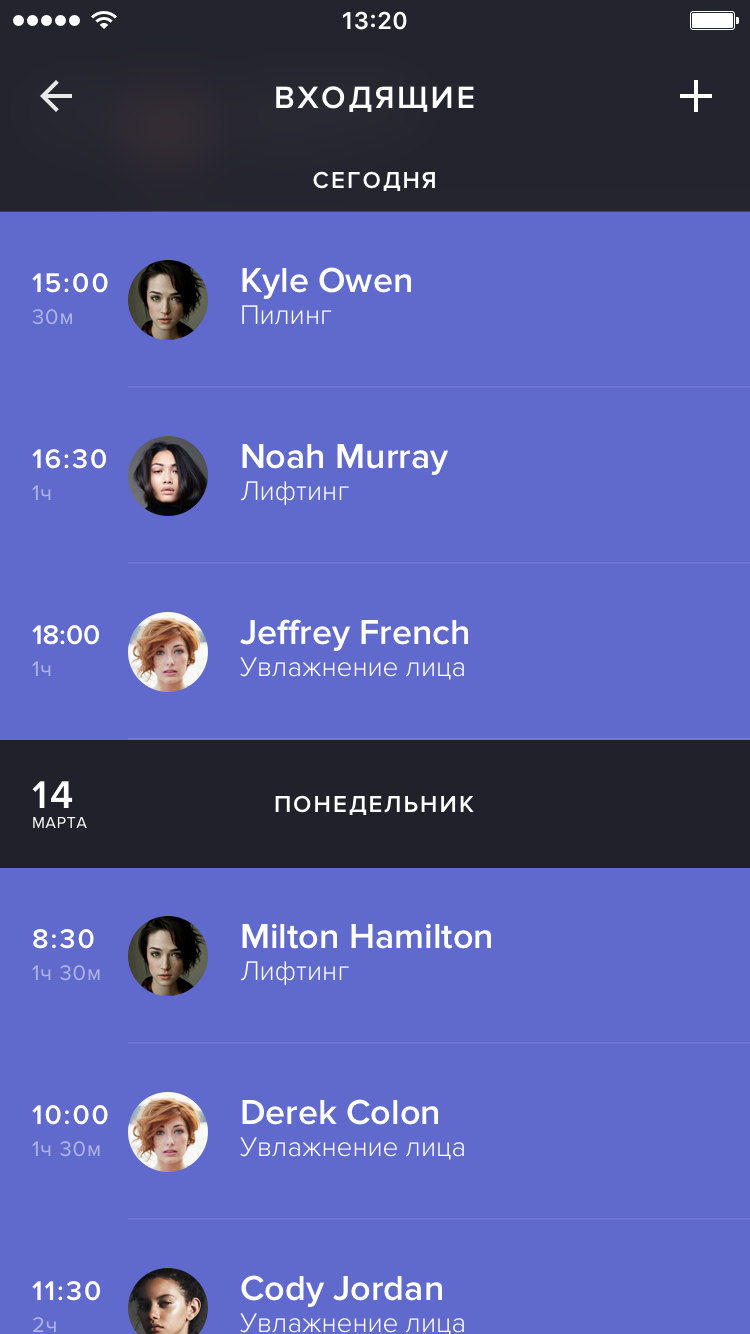 13:20
ВХОДЯЩИЕ
СЕГОДНЯ
15:00
Kyle Owen
30м
Пилинг
16:30
Noah Murray
1ч
Лифтинг
18:00
Jeffrey French
1ч
Увлажнение лица
14
МАРТА
ПОНЕДЕЛЬНИК
8:30
Milton Hamilton
1ч 30м
Лифтинг
10:00
Derek Colon
1ч 30м
Увлажнение лица
11:30
Cody Jordan
2ч
Увлажнение лица